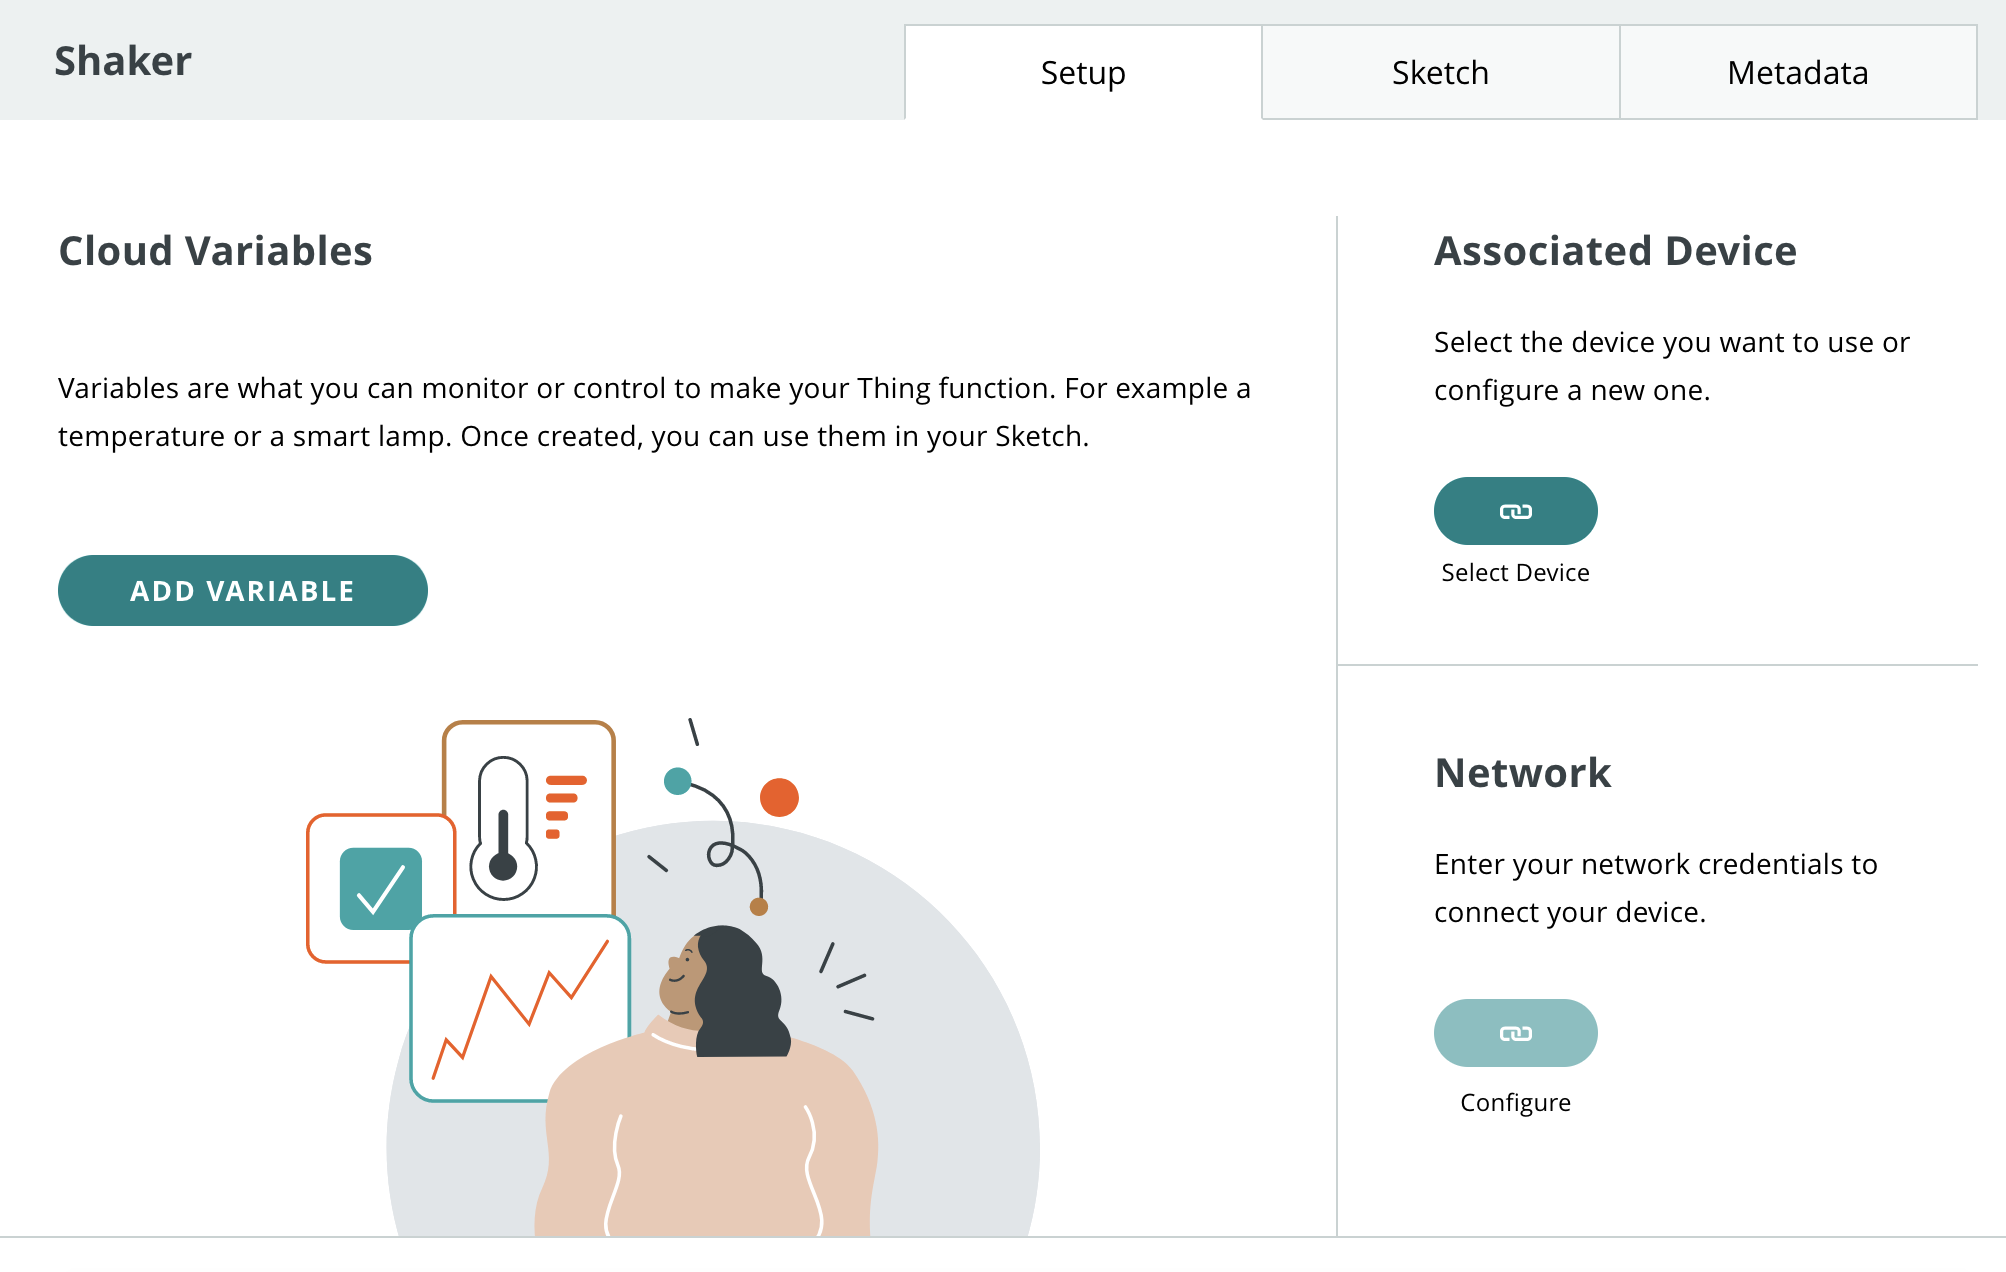 Shaker
Setup
Sketch
Metadata
Cloud Variables
Variables are what you can monitor or control to make your Thing function. For example a
temperature or a smart lamp. Once created, you can use them in your Sketch.
ADD VARIABLE
Associated Device
Select the device you want to use or
configure a new one.
Select Device
Network
Enter your network credentials to
connect your device.
Configure